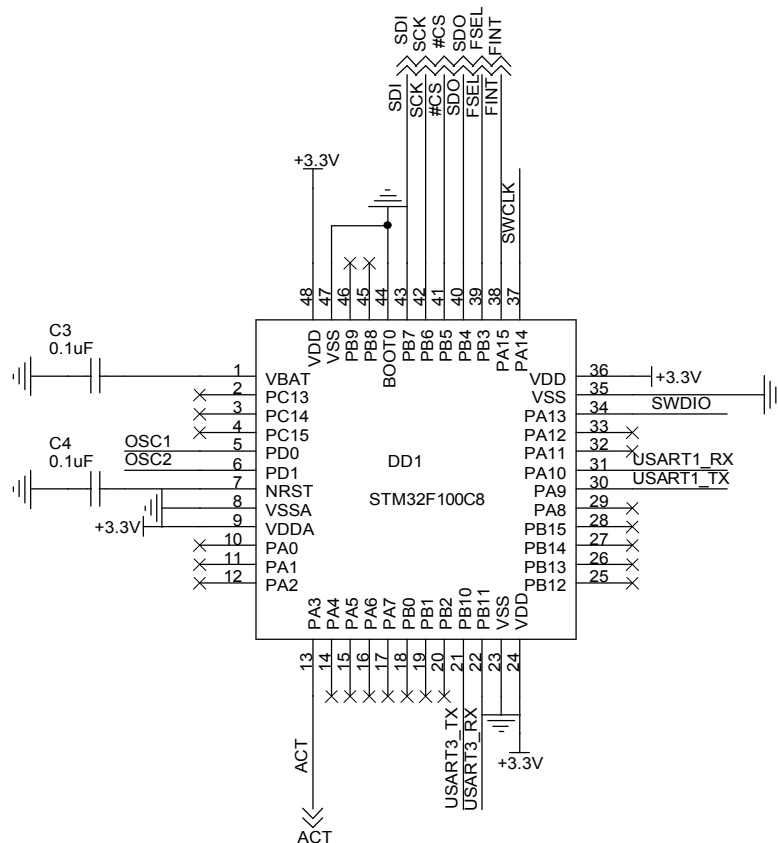 SDI
SCK
#CS
SDO
FSEL
FINT
SDI
SCK
#CS
SDO
FSEL
FINT
+3.3V
SWCLK
48
47
46
45
44
43
42
41
40
39
38
37
VDD
VSS
PB9
PB8
BOOT0
PB7
PB6
PB5
PB4
PB3
PA15
PA14
C3
0.1uF
1 VBAT
2 PC13
3 PC14
4 PC15
OSC1 5 PD0
OSC2 6 PD1
C4
0.1uF
7 NRST
8 VSSA
+3.3V 9 VDDA
10 PA0
11 PA1
12 PA2
DD1
STM32F100C8
VDD 36 +3.3V
VSS 35
PA13 34 SWDIO
PA12 33
PA11 32
PA10 31 USART1_RX
PA9 30 USART1_TX
PA8 29
PB15 28
PB14 27
PB13 26
PB12 25
PA3
PA4
PA5
PA6
PA7
PB0
PB1
PB2
PB10
PB11
VSS
VDD
13
14
15
16
17
18
19
20
21
22
23
24
ACT
USART3_TX
USART3_RX
+3.3V
ACT